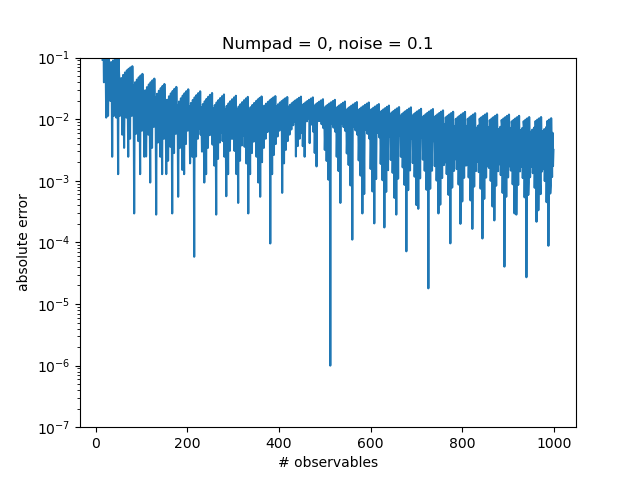 Numpad = 0, noise = 0.1
absolute error
10⁻¹
10⁻²
10⁻³
10⁻⁴
10⁻⁵
10⁻⁶
10⁻⁷
0 200 400 600 800 1000
# observables